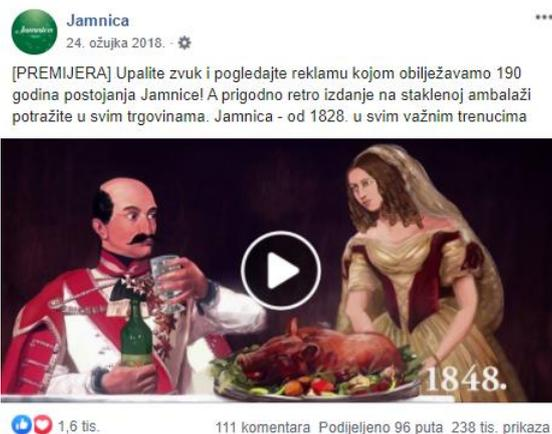 Jamnica
Jamnica
24. ožujka 2018. ·
[PREMIJERA] Upalite zvuk i pogledajte reklamu kojom obilježavamo 190
godina postojanja Jamnice! A prigodno retro izdanje na staklenoj ambalaži
potražite u svim trgovinama. Jamnica - od 1828. u svim važnim trenucima
1848.
1,6 tis.
111 komentara Podijeljeno 96 puta 238 tis. prikaza